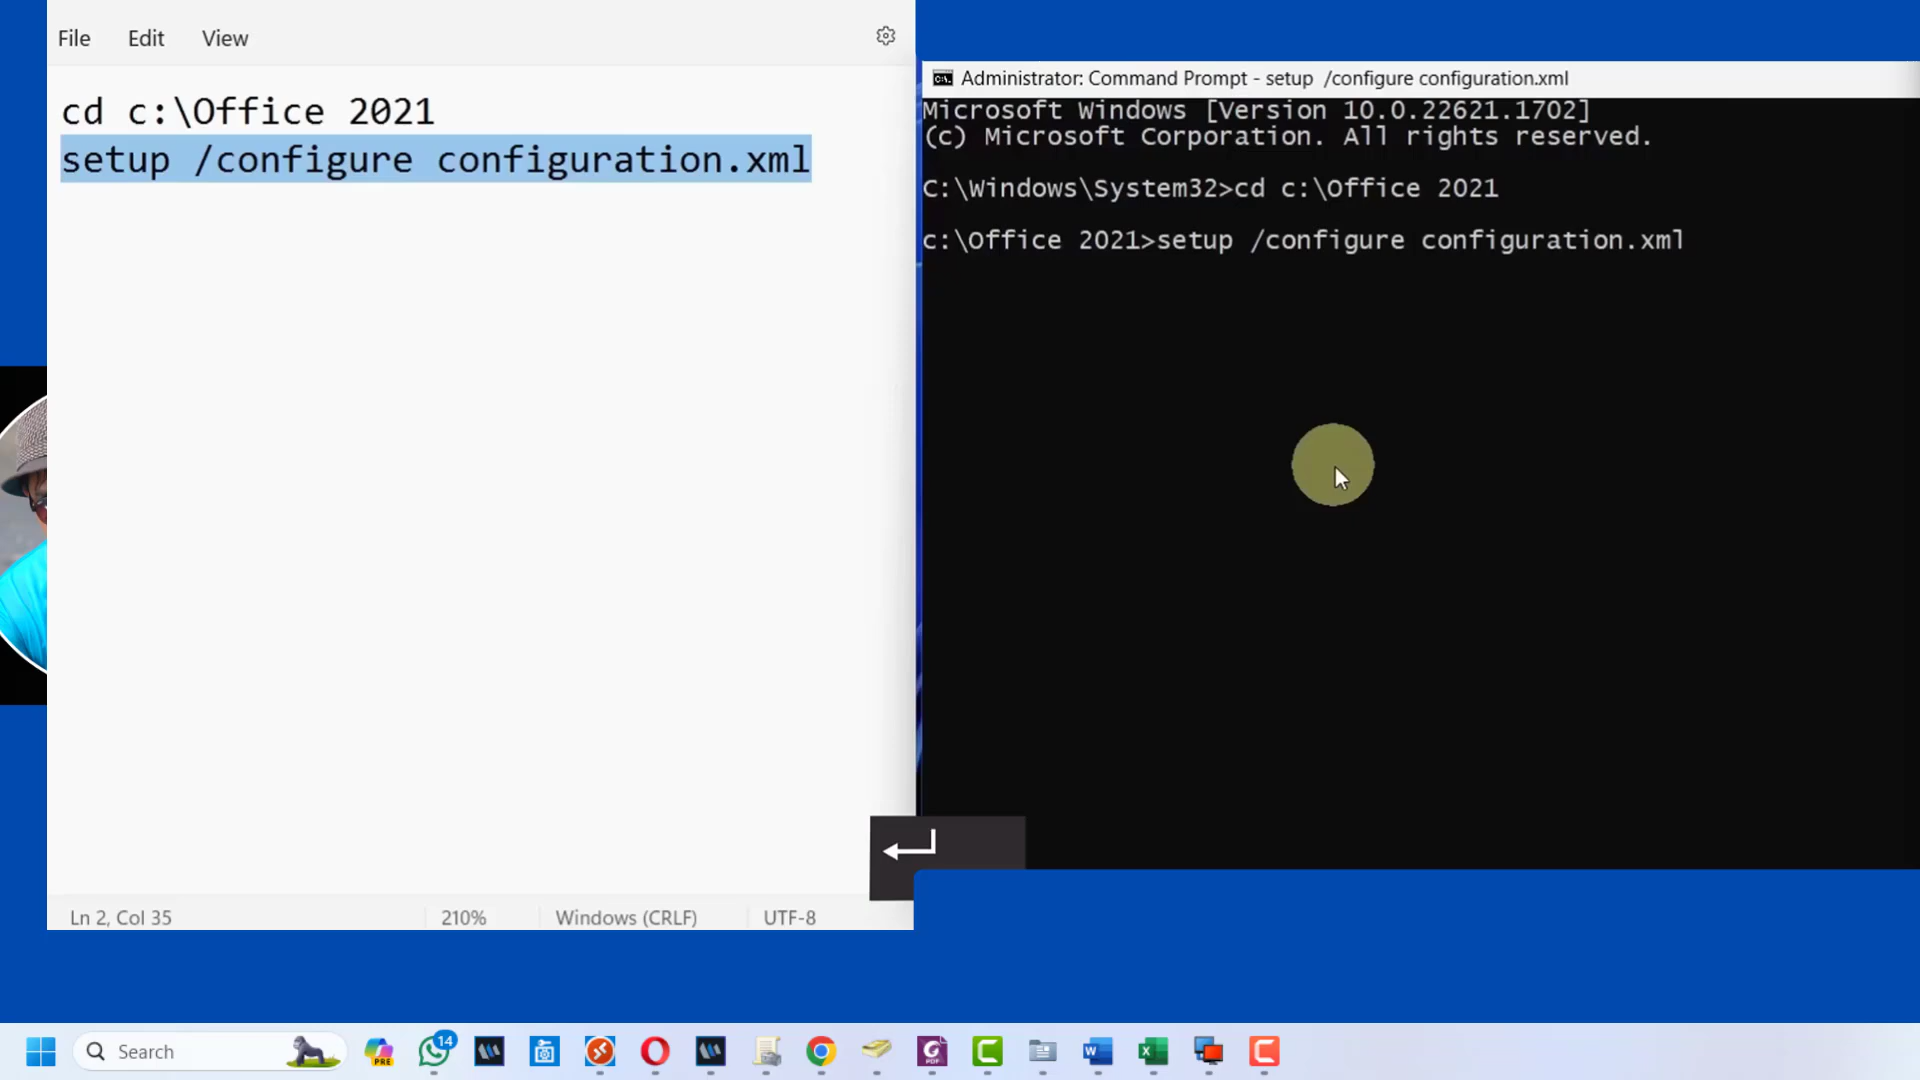 File Edit View
cd c:\Office 2021
setup /configure configuration.xml
Ln 2, Col 35 210% Windows (CRLF) UTF-8
Administrator: Command Prompt - setup  /configure configuration.xml
Microsoft Windows [Version 10.0.22621.1702]
(c) Microsoft Corporation. All rights reserved.
C:\Windows\System32>cd c:\Office 2021
c:\Office 2021>setup /configure configuration.xml
Search
PRE
14
PDF